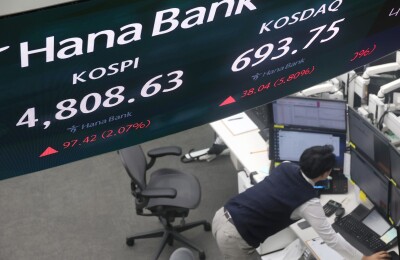 Hana Bank
KOSPI
4,808.63
Hana Bank
▲ 97.42 (2.07%)
KOSDAQ
693.75
Hana Bank
▲ 38.04 (5.80%)